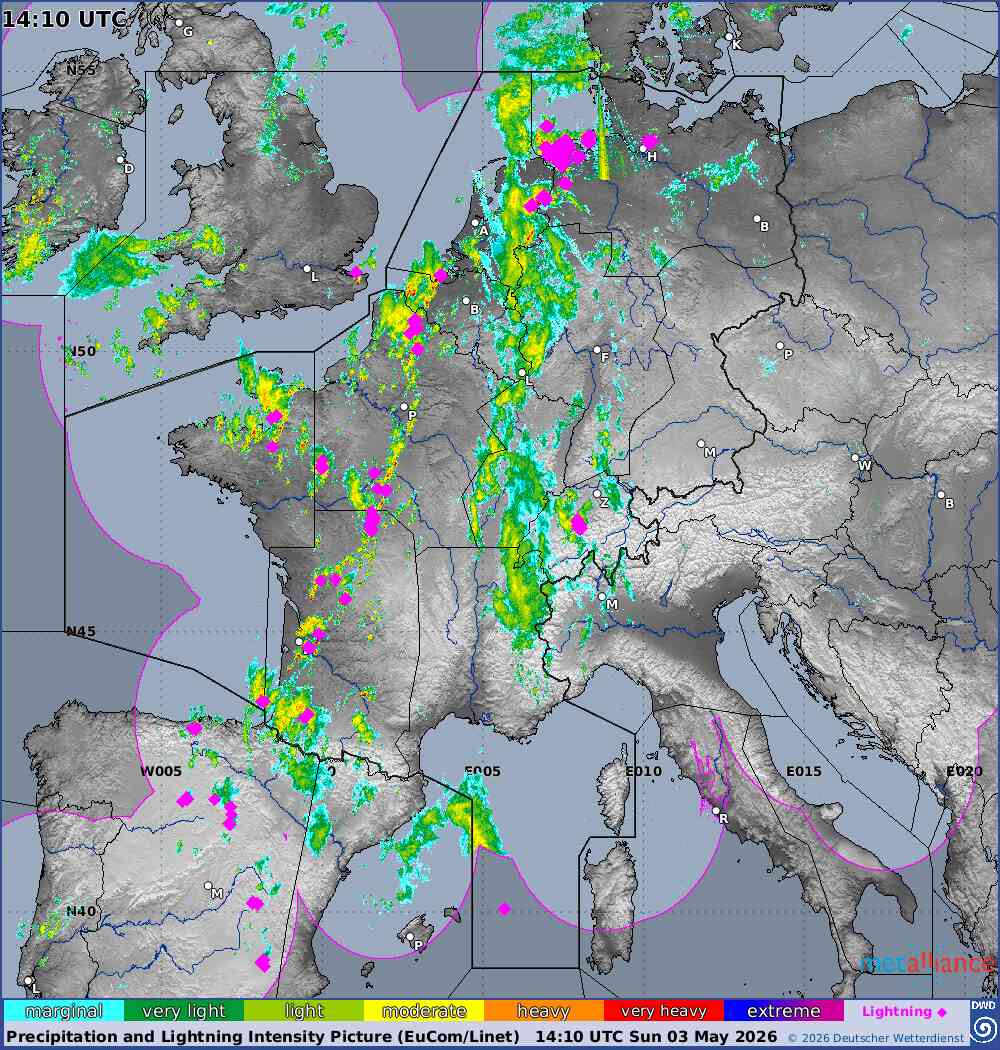 14:10 UTC
G
K
N55
D
H
A
B
L
B
N50
F
P
L
P
M
W
Z
B
M
N45
W005
0
E005
E010
E015
E020
R
M
N40
P
L
metalliance
marginal very light light moderate heavy very heavy extreme Lightning
DWD
Precipitation and Lightning Intensity Picture (EuCom/Linet) 14:10 UTC Sun 03 May 2026 © 2026 Deutscher Wetterdienst